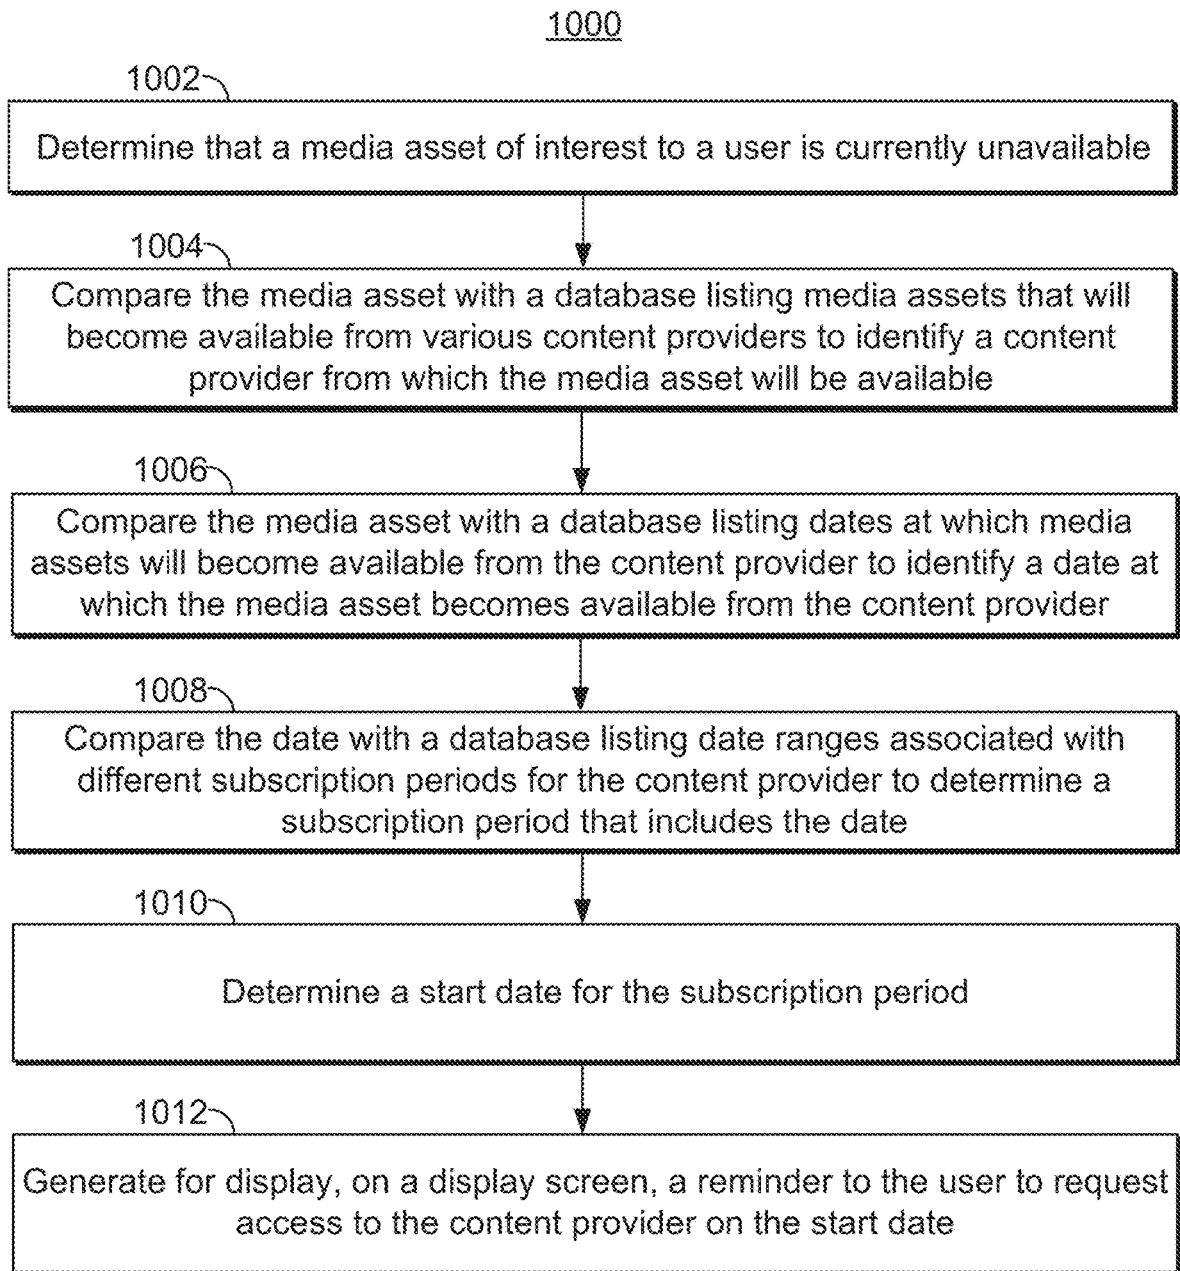 1000
1002
Determine that a media asset of interest to a user is currently unavailable
1004
Compare the media asset with a database listing media assets that will
become available from various content providers to identify a content
provider from which the media asset will be available
1006
Compare the media asset with a database listing dates at which media
assets will become available from the content provider to identify a date at
which the media asset becomes available from the content provider
1008
Compare the date with a database listing date ranges associated with
different subscription periods for the content provider to determine a
subscription period that includes the date
1010
Determine a start date for the subscription period
1012
Generate for display, on a display screen, a reminder to the user to request
access to the content provider on the start date